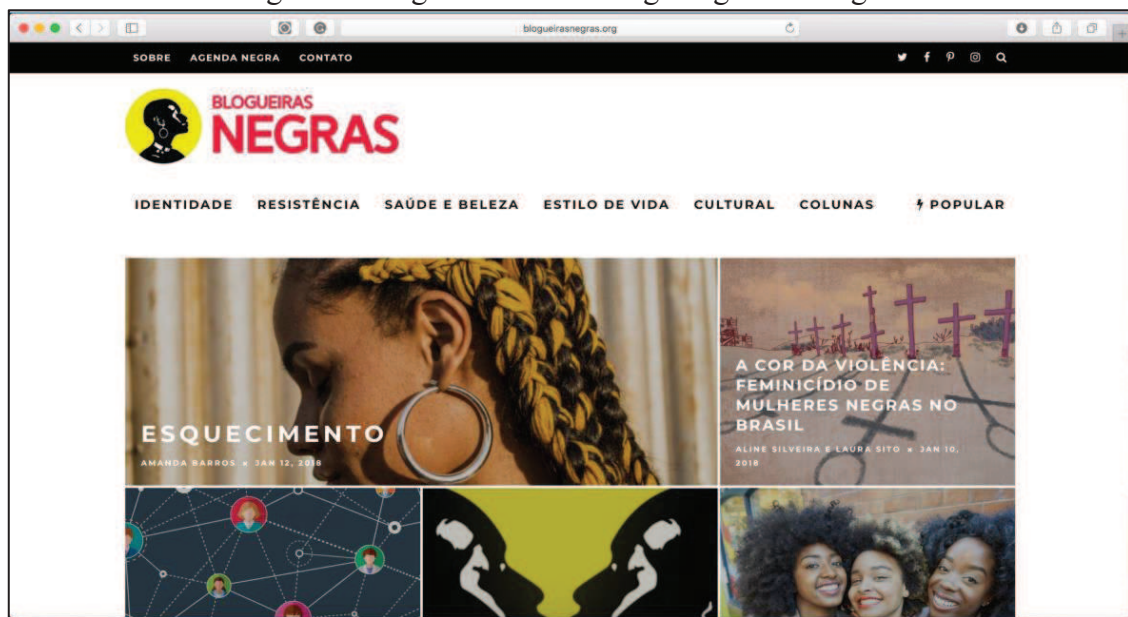 blogueirasnegras.org
SOBRE AGENDA NEGRA CONTATO
BLOGUEIRAS
NEGRAS
IDENTIDADE RESISTÊNCIA SAÚDE E BELEZA ESTILO DE VIDA CULTURAL COLUNAS POPULAR
ESQUECIMENTO
AMANDA BARROS ● JAN 12, 2018
A COR DA VIOLÊNCIA:
FEMINICÍDIO DE
MULHERES NEGRAS NO
BRASIL
ALINE SILVEIRA E LAURA SITO ● JAN 10,
2018